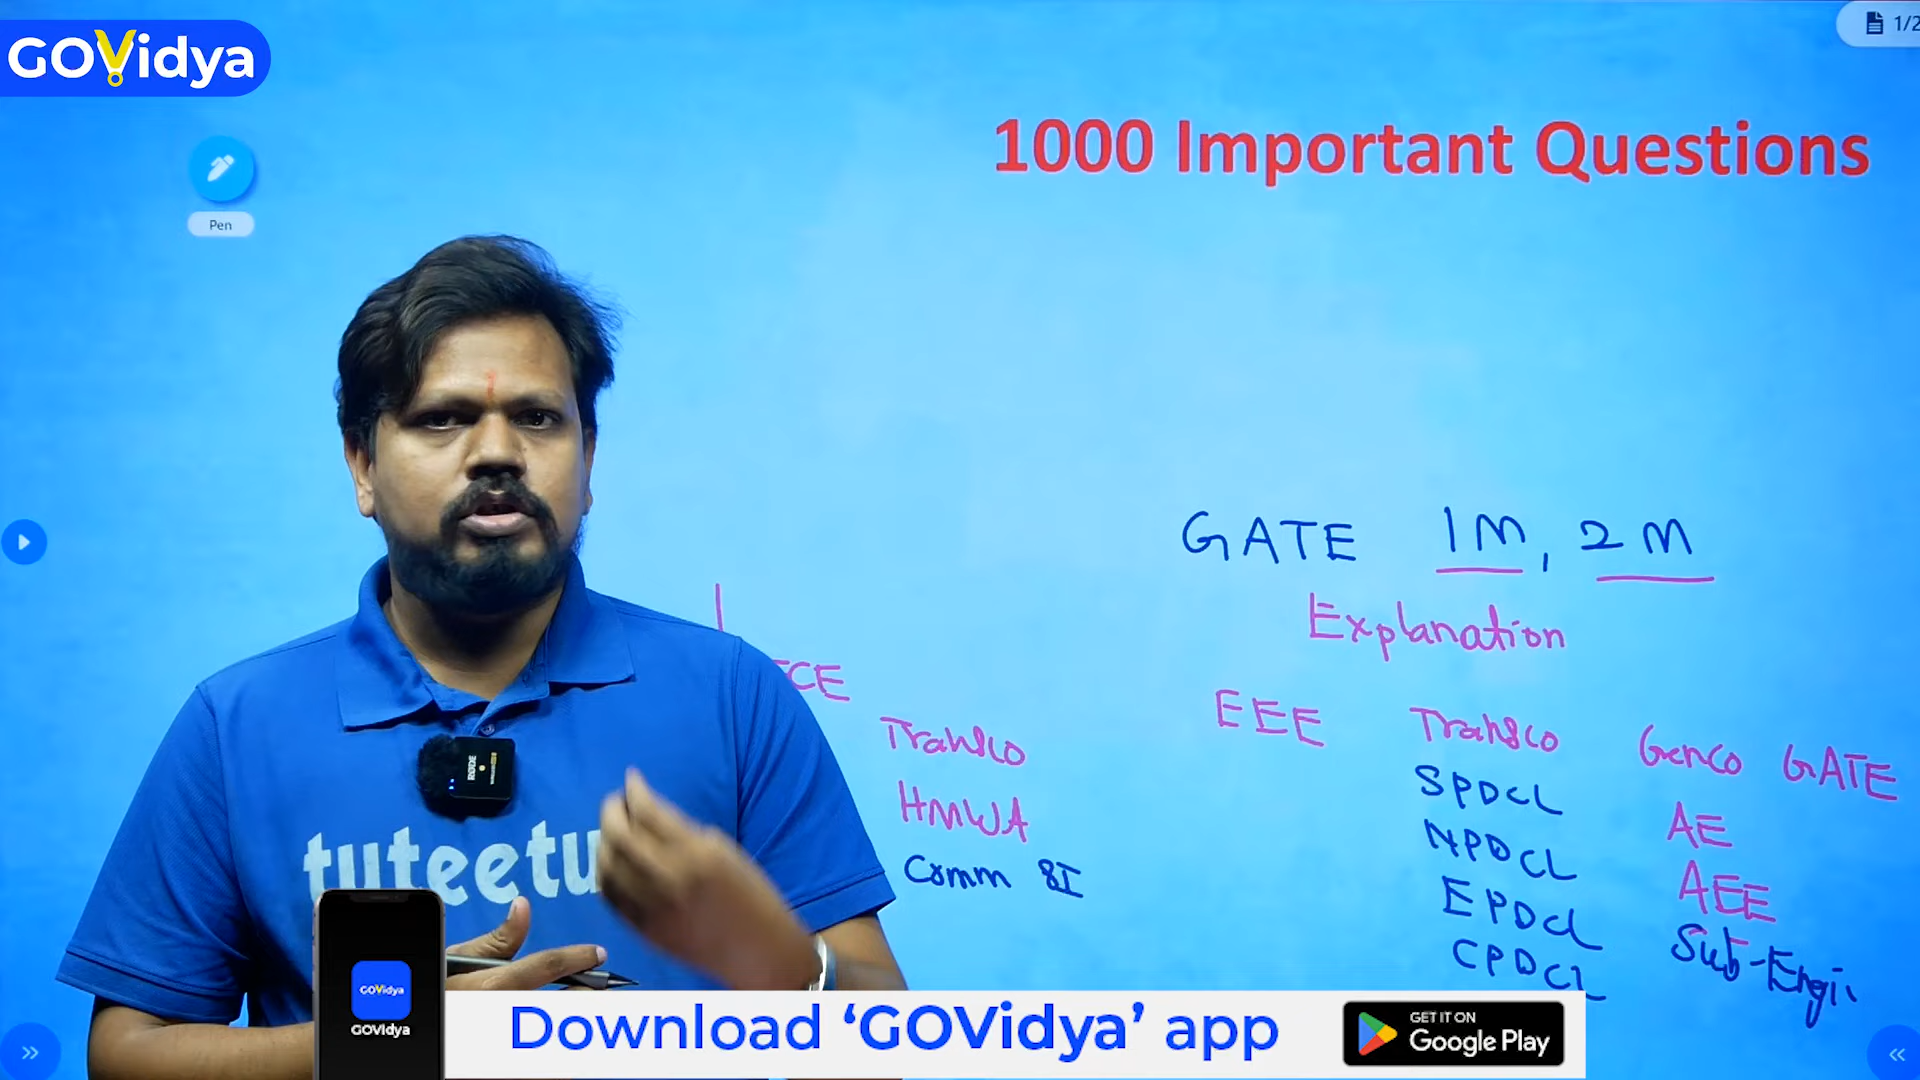 GOVidya
1/2
1000 Important Questions
Pen
GATE 1M, 2M
Explanation
CE
EEE Transco Genco GATE
Transco
SPDCL AE
HMWA
NPDCL AEE
Comm &I
EPDCL Sub-Engi
CPDCL
RØDE
tuteetu
GOVidya
GOVidya
Download ‘GOVidya’ app
GET IT ON
Google Play